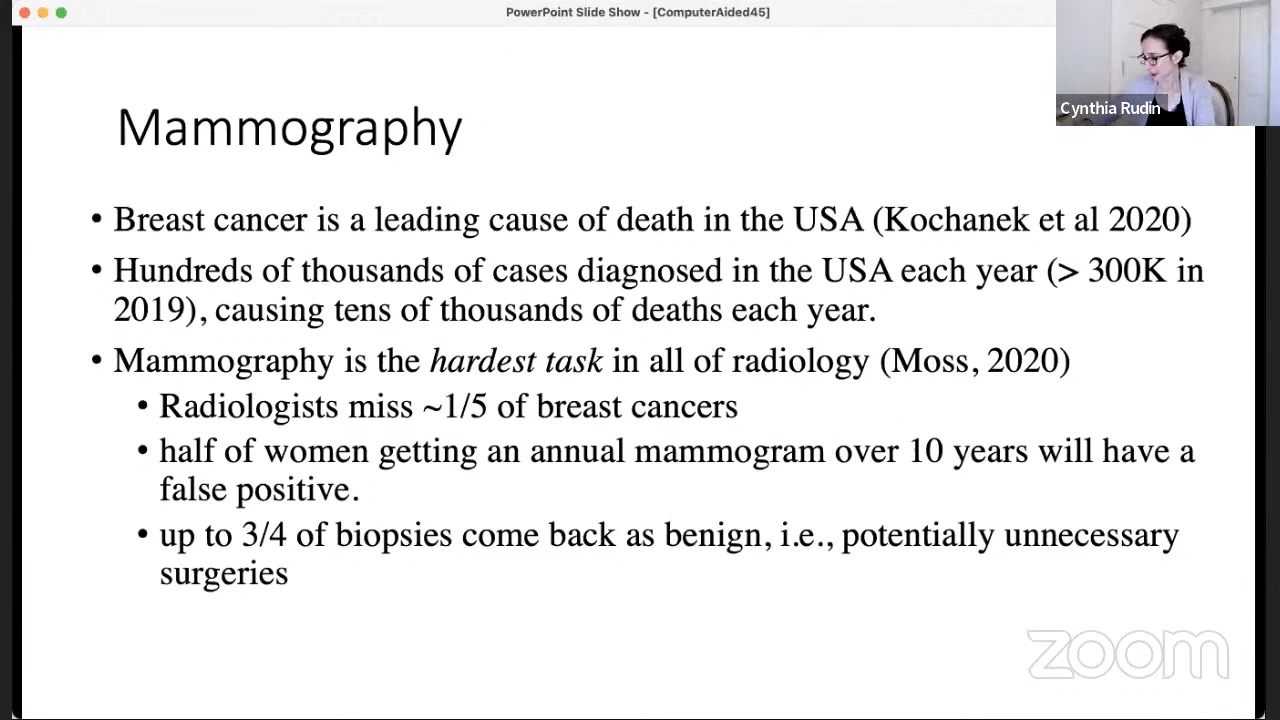 PowerPoint Slide Show - [ComputerAided45]
Cynthia Rudin
Mammography
• Breast cancer is a leading cause of death in the USA (Kochanek et al 2020)
• Hundreds of thousands of cases diagnosed in the USA each year (> 300K in
2019), causing tens of thousands of deaths each year.
• Mammography is the hardest task in all of radiology (Moss, 2020)
• Radiologists miss ~1/5 of breast cancers
• half of women getting an annual mammogram over 10 years will have a
false positive.
• up to 3/4 of biopsies come back as benign, i.e., potentially unnecessary
surgeries
zoom